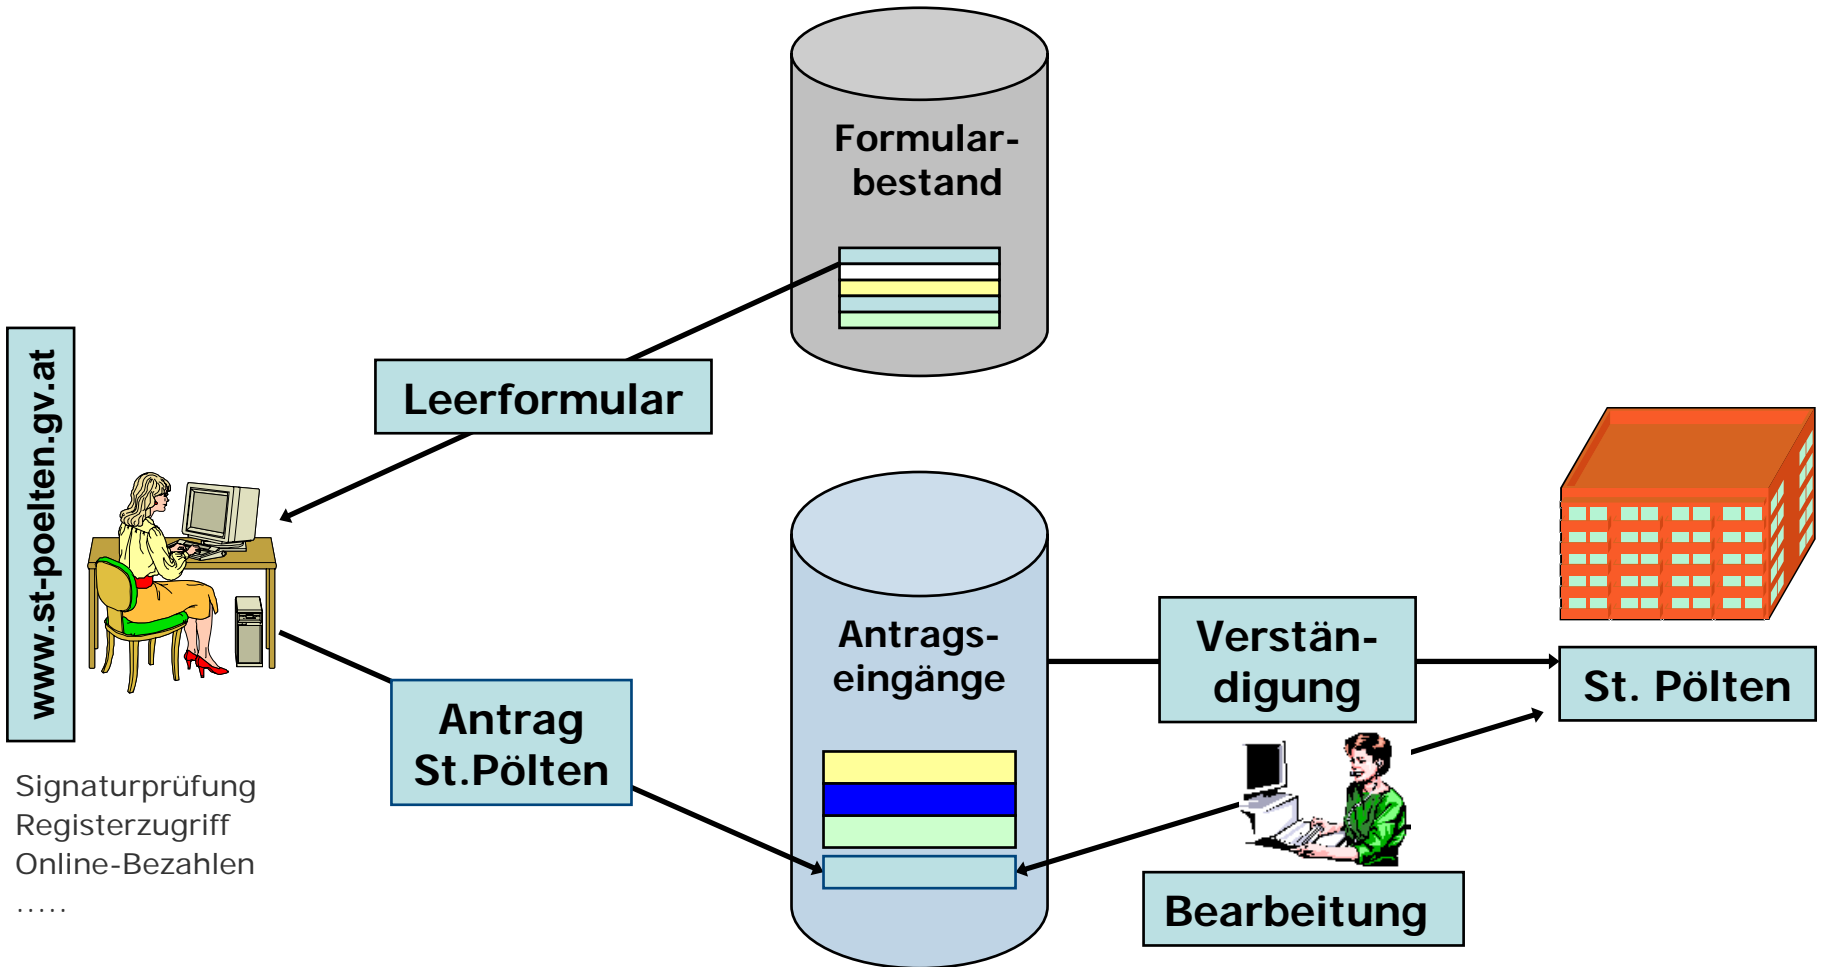 Formular-
bestand
Leerformular
www.st-poelten.gv.at
Antrags-
eingänge
Verstän-
digung
St. Pölten
Antrag
St.Pölten
Signaturprüfung
Registerzugriff
Online-Bezahlen
.....
Bearbeitung